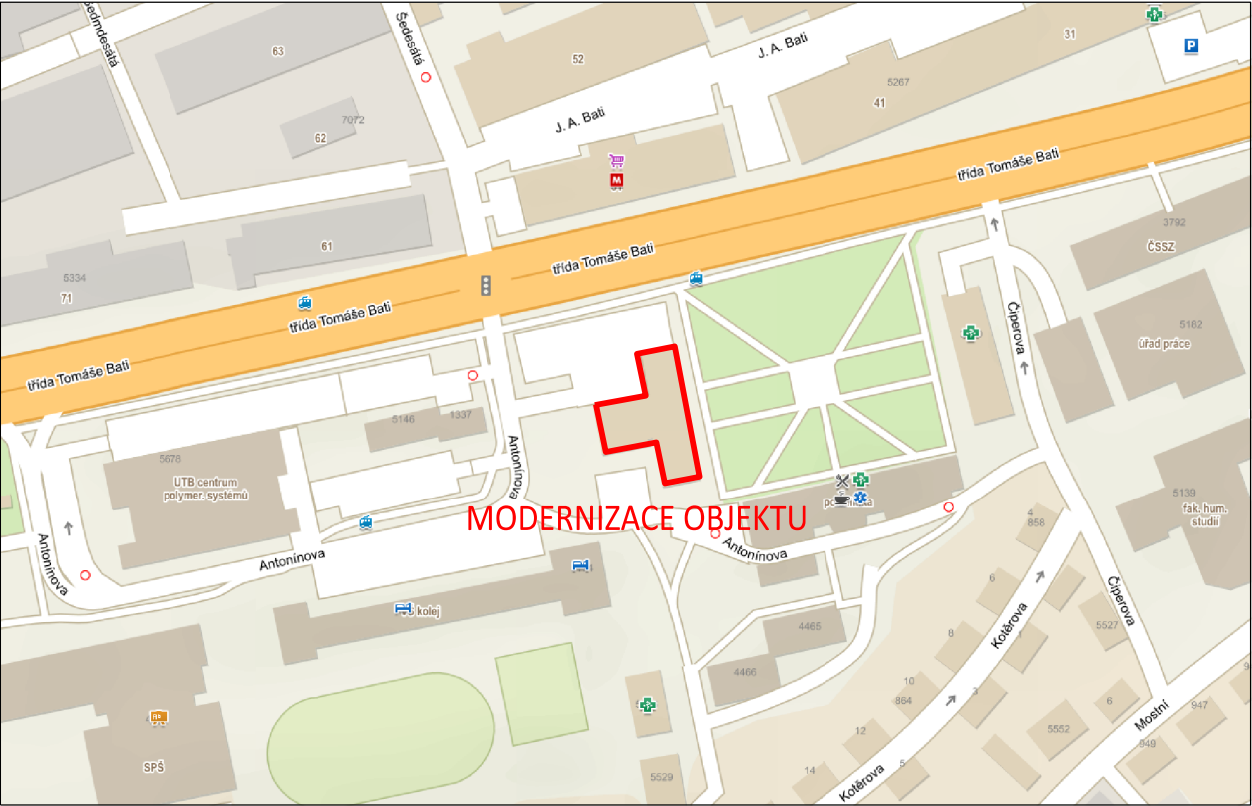 Sedmdesátá
63
Šedesátá
52
J. A. Bati
31
P
5267
41
7072
62
J. A. Bati
M
třída Tomáše Bati
3792
ČSSZ
61
třída Tomáše Bati
5334
71
třída Tomáše Bati
Čiperova
5182
úřad práce
třída Tomáše Bati
5146
1337
Antonínova
5678
UTB centrum
polymer. systémů
5139
fak. hum.
studií
MODERNIZACE OBJEKTU
4
858
Antonínova
Antonínova
Antonínova
6
Čiperova
kolej
Kotěrova
5527
4465
8
4466
10
864
3
6
947
Mostní
SPŠ
12
5552
949
14
5
5529
Kotěrova